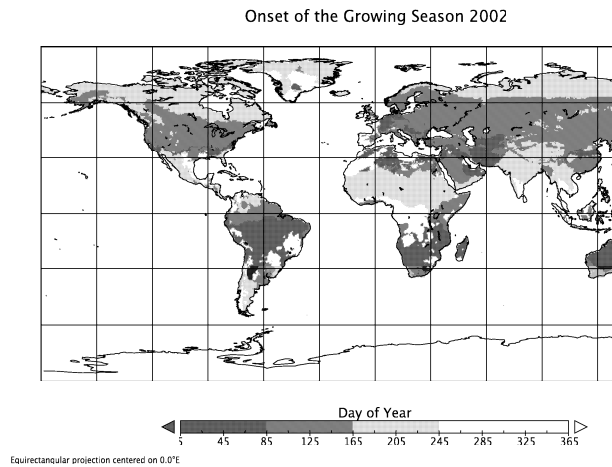 Onset of the Growing Season 2002
Day of Year
5 45 85 125 165 205 245 285 325 365
Equirectangular projection centered on 0.0°E